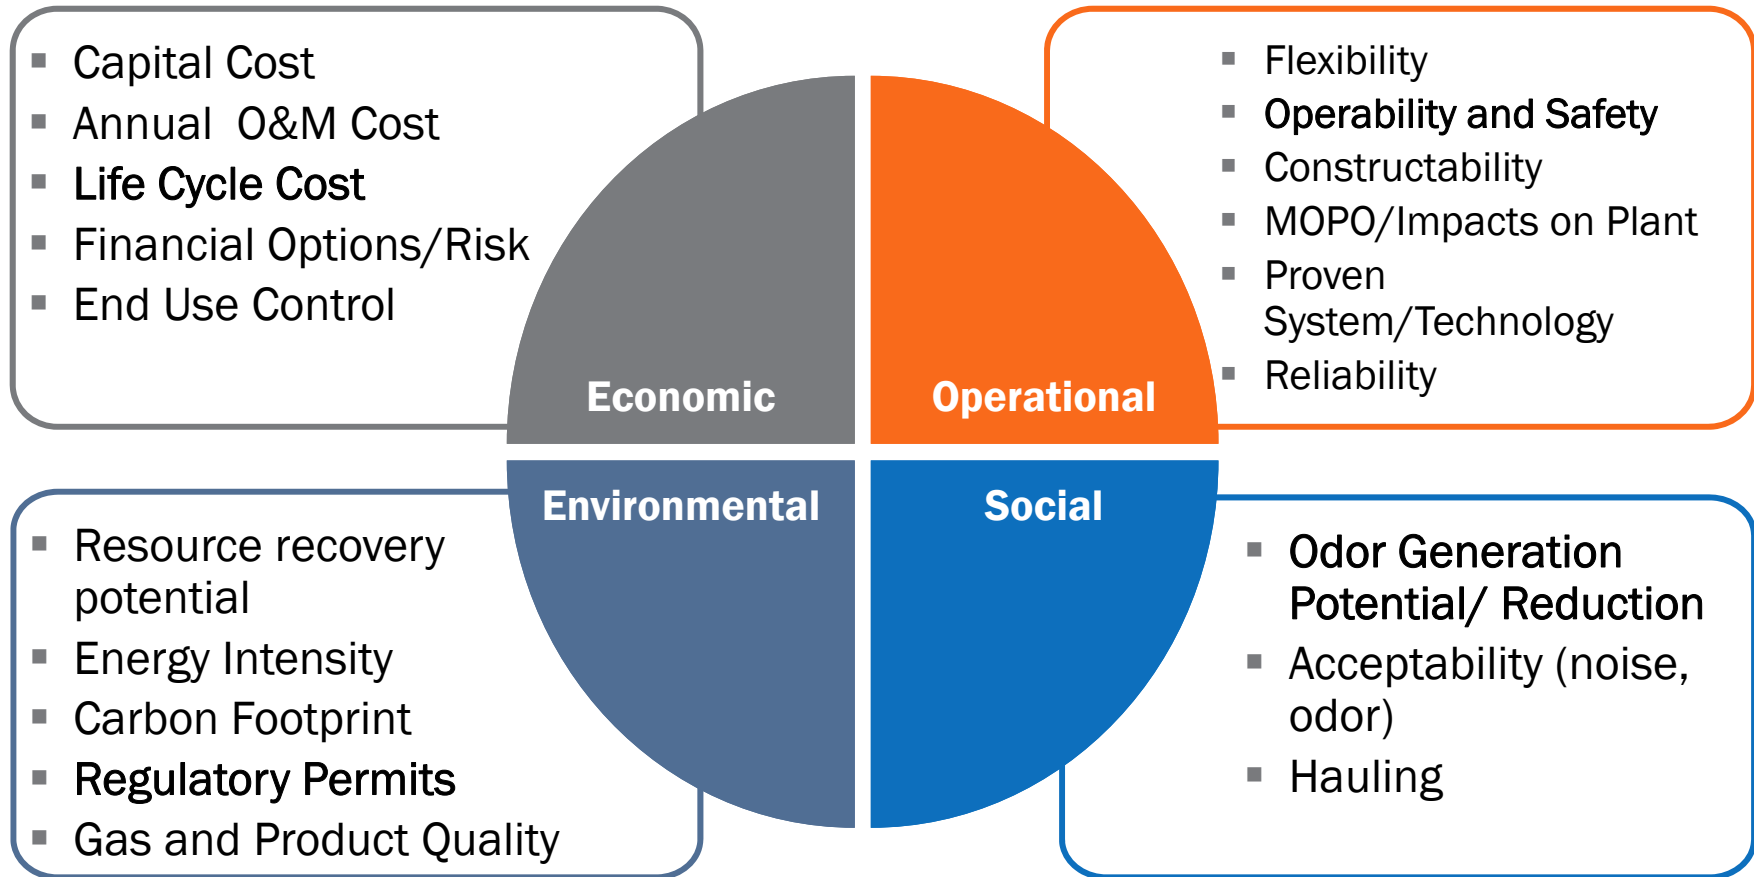 Capital Cost
Annual O&M Cost
Life Cycle Cost
Financial Options/Risk
End Use Control
Economic
Flexibility
Operability and Safety
Constructability
MOPO/Impacts on Plant
Proven
System/Technology
Reliability
Operational
Environmental
Resource recovery
potential
Energy Intensity
Carbon Footprint
Regulatory Permits
Gas and Product Quality
Social
Odor Generation
Potential/ Reduction
Acceptability (noise,
odor)
Hauling